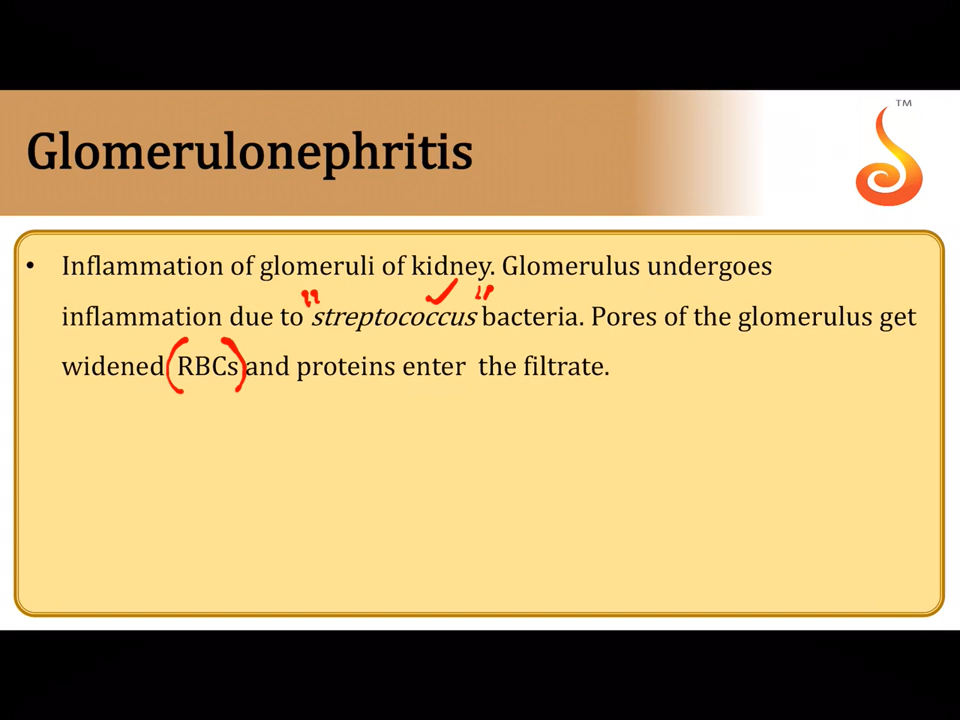 TM
Glomerulonephritis
• Inflammation of glomeruli of kidney. Glomerulus undergoes
inflammation due to "streptococcus" bacteria. Pores of the glomerulus get
widened (RBCs) and proteins enter the filtrate.